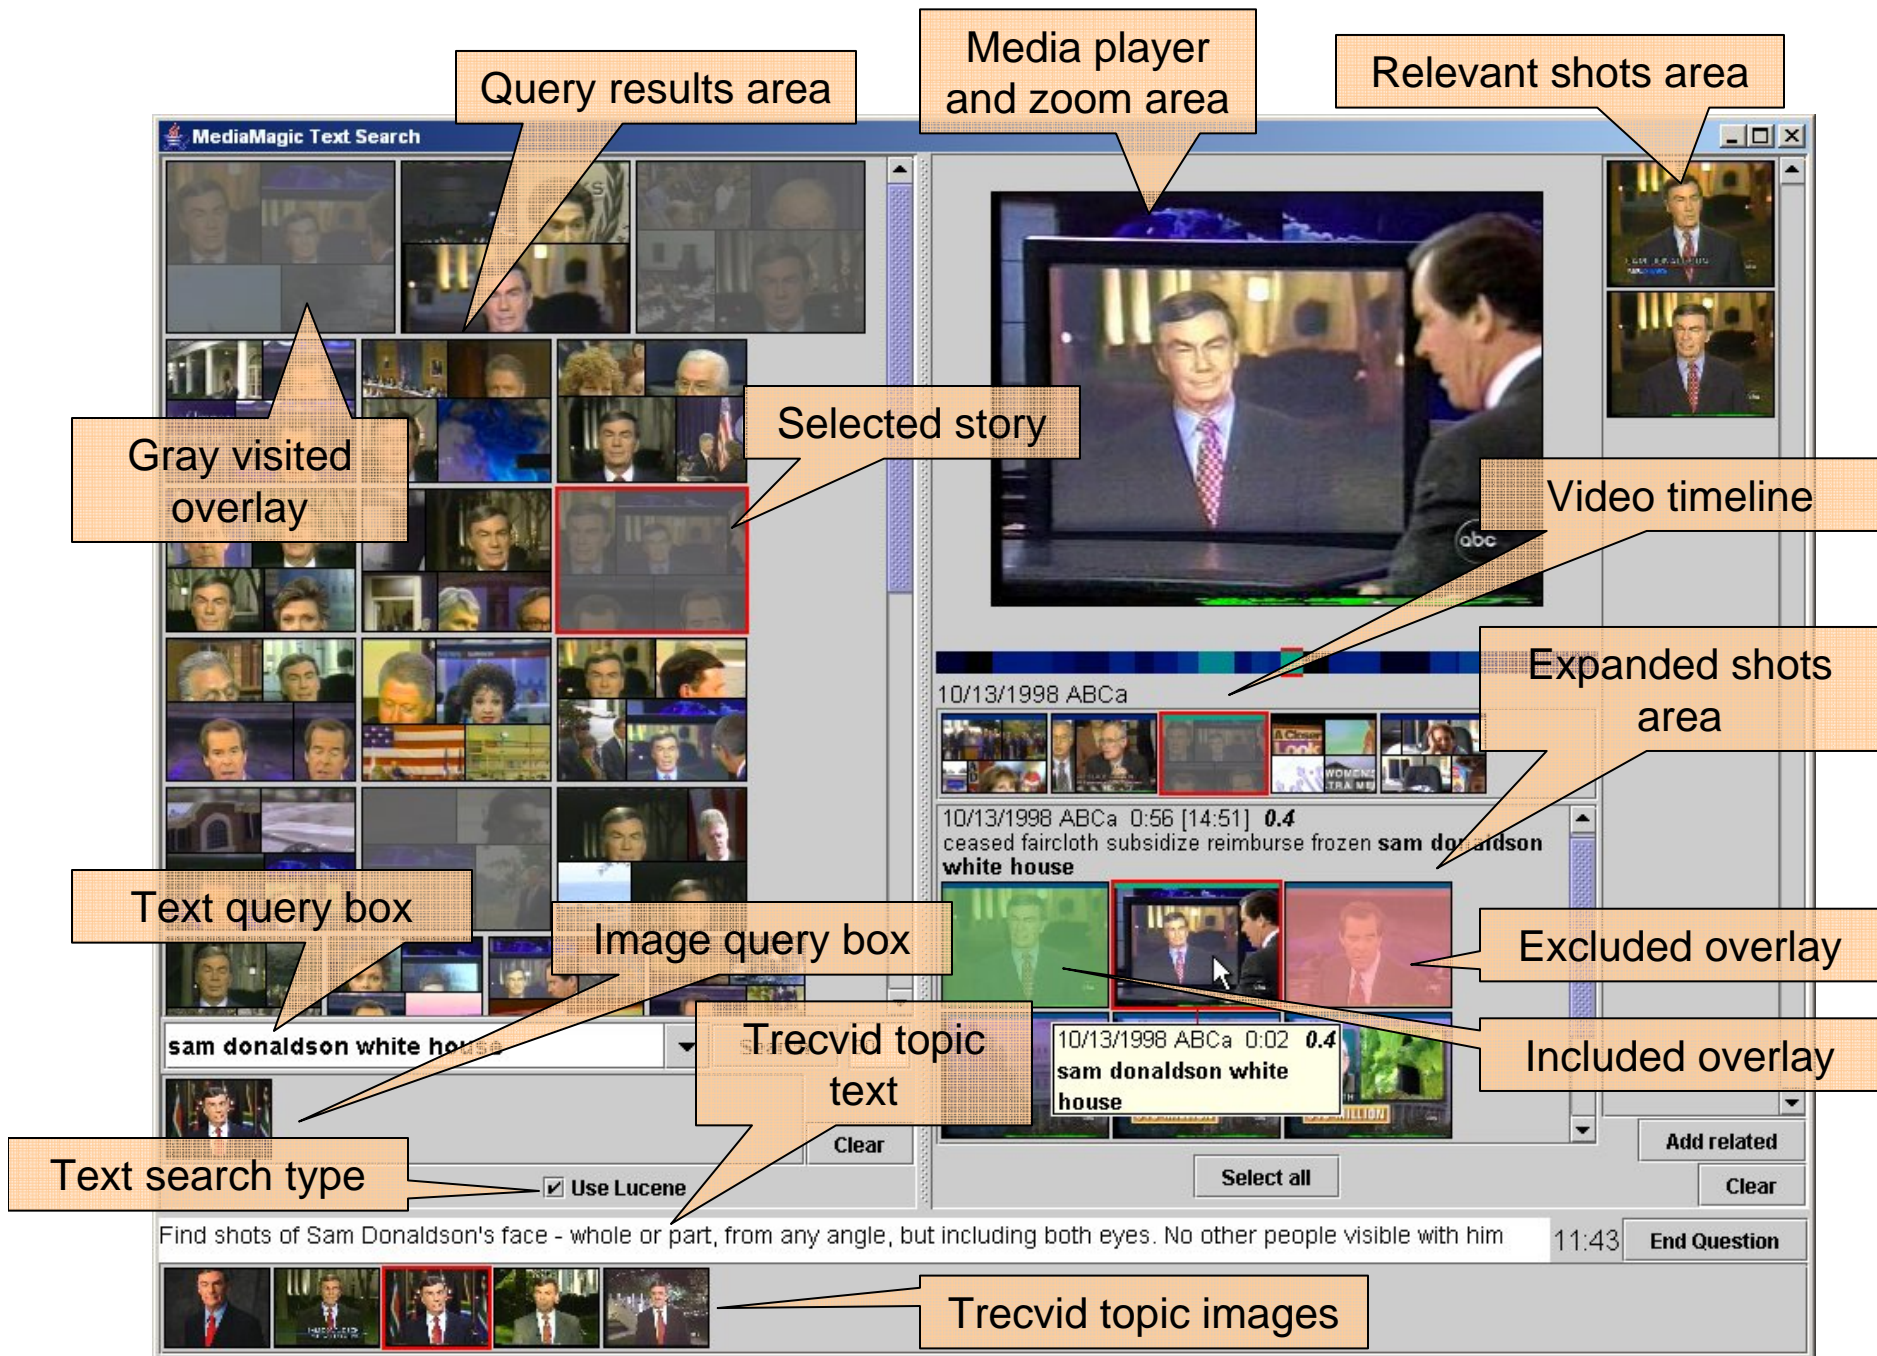 Query results area
Media player
and zoom area
Relevant shots area
MediaMagic Text Search
Gray visited
overlay
Selected story
abc
Video timeline
10/13/1998 ABCa
Expanded shots
area
A Closer
Look
WOMEN'S
10/13/1998 ABCa 0:56 [14:51] 0.4
ceased faircloth subsidize reimburse frozen sam donaldson
white house
Text query box
Image query box
Excluded overlay
Included overlay
sam donaldson white house
Search
Trecvid topic
text
10/13/1998 ABCa 0:02 0.4
sam donaldson white
house
MILLION
Clear
Add related
Text search type
Use Lucene
Select all
Clear
Find shots of Sam Donaldson's face - whole or part, from any angle, but including both eyes. No other people visible with him
11:43
End Question
Trecvid topic images